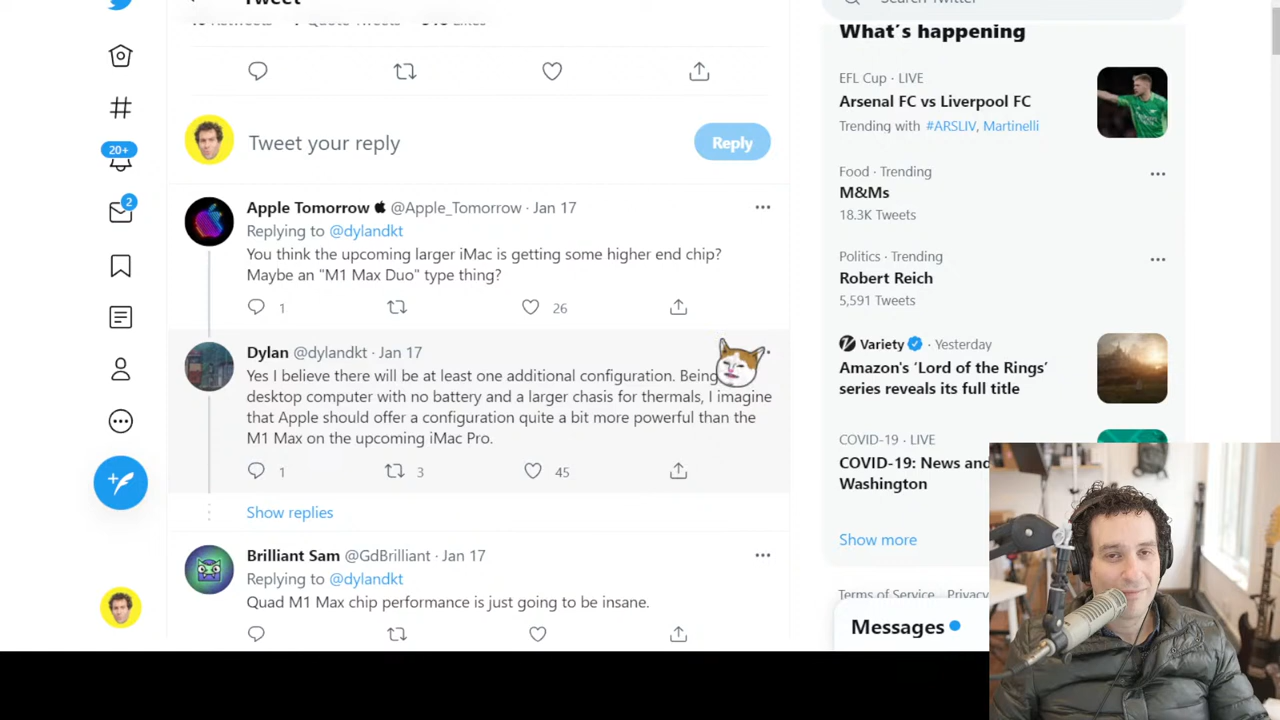 Tweet
Search Twitter
Tweet your reply
Reply
Apple Tomorrow @Apple_Tomorrow · Jan 17
Replying to @dylandkt
You think the upcoming larger iMac is getting some higher end chip?
Maybe an "M1 Max Duo" type thing?
1 26
Dylan @dylandkt · Jan 17
Yes I believe there will be at least one additional configuration. Being
desktop computer with no battery and a larger chasis for thermals, I imagine
that Apple should offer a configuration quite a bit more powerful than the
M1 Max on the upcoming iMac Pro.
1 3 45
Show replies
Brilliant Sam @GdBrilliant · Jan 17
Replying to @dylandkt
Quad M1 Max chip performance is just going to be insane.
20+
2
What's happening
EFL Cup · LIVE
Arsenal FC vs Liverpool FC
Trending with #ARSLIV, Martinelli
Food · Trending
M&Ms
18.3K Tweets
Politics · Trending
Robert Reich
5,591 Tweets
Variety · Yesterday
Amazon's 'Lord of the Rings'
series reveals its full title
COVID-19 · LIVE
COVID-19: News and
Washington
Show more
Terms of Service Privacy
Messages